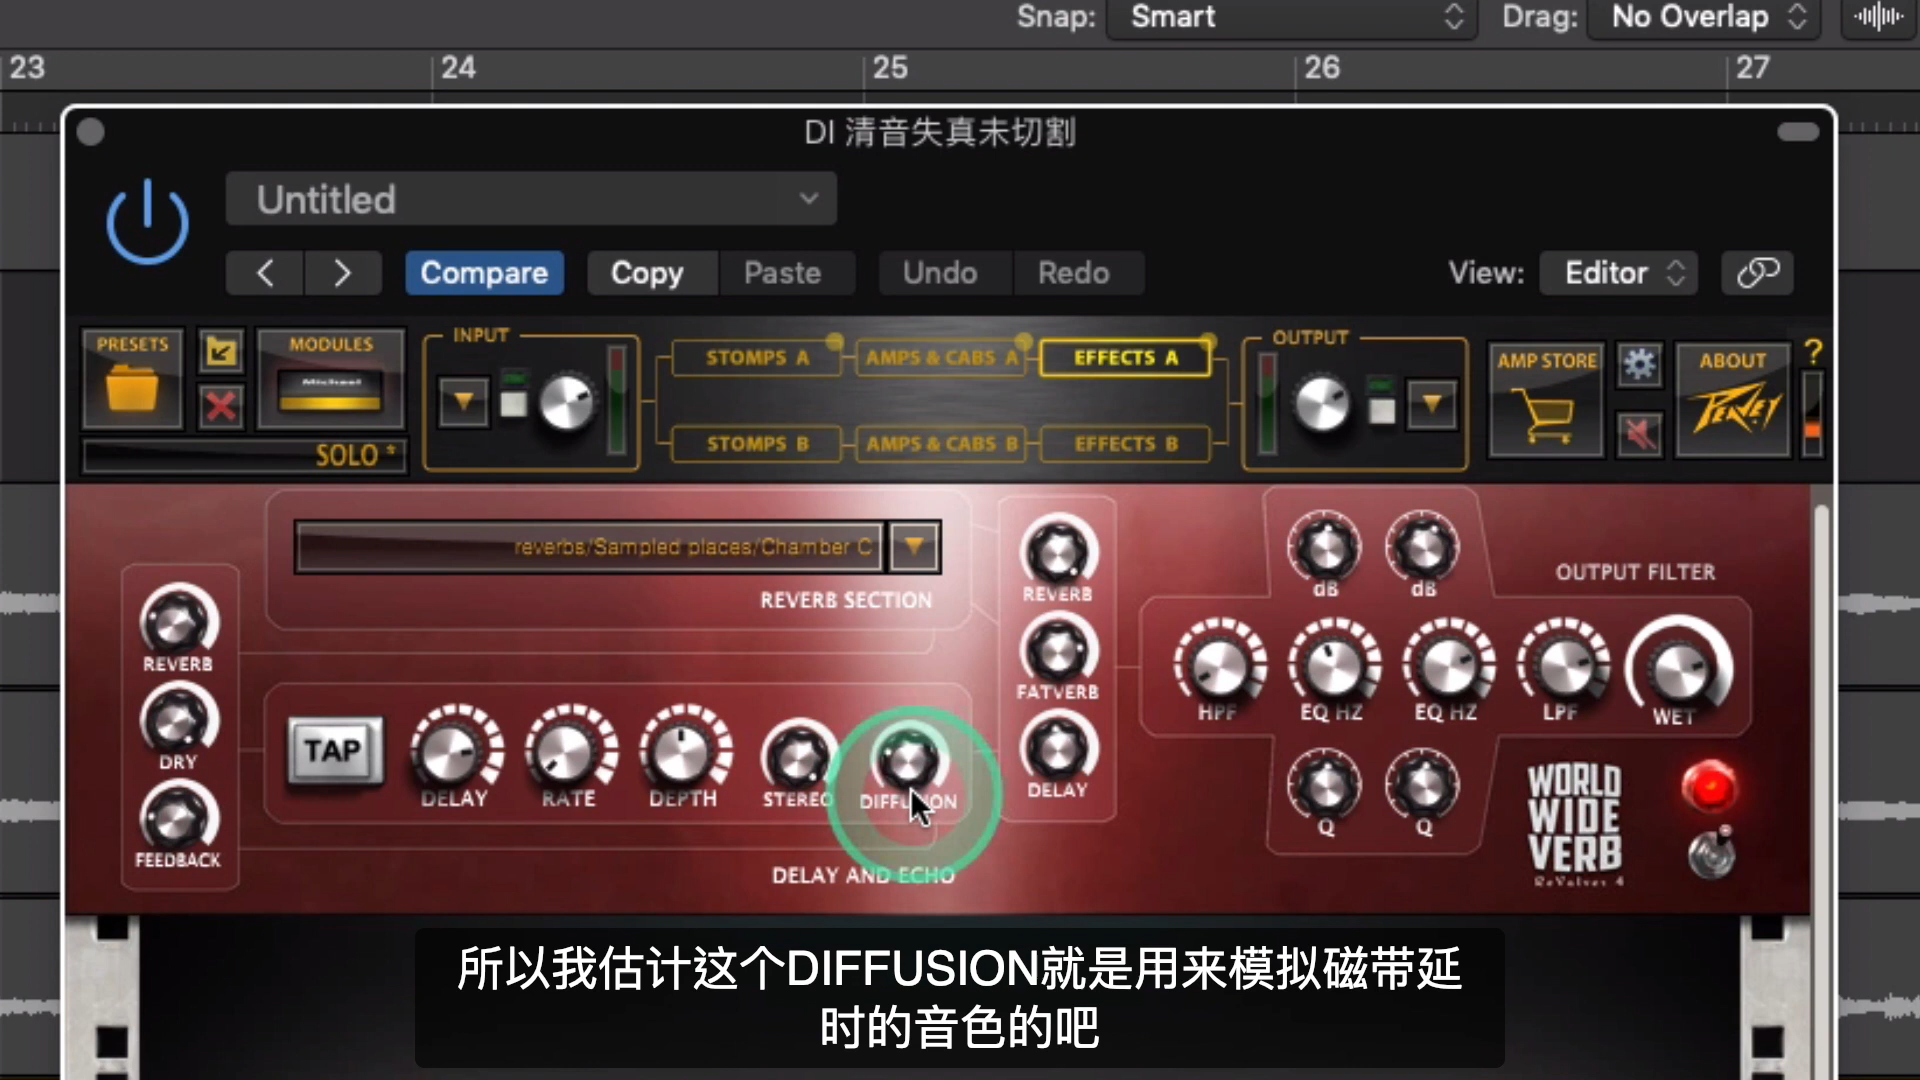 Snap: Smart Drag: No Overlap
23 24 25 26 27
DI 清音失真未切割
Untitled
Compare Copy Paste Undo Redo View: Editor
PRESETS MODULES INPUT STOMPS A AMPS & CABS A EFFECTS A OUTPUT AMP STORE ABOUT ?
Michael PEAVEY
SOLO * STOMPS B AMPS & CABS B EFFECTS B
reverbs/Sampled places/Chamber C
REVERB SECTION
REVERB
DRY
FEEDBACK
TAP DELAY RATE DEPTH STEREO DIFFUSION
DELAY AND ECHO
REVERB
FATVERB
DELAY
dB dB
OUTPUT FILTER
HPF EQ HZ EQ HZ LPF WET
Q Q
WORLD
WIDE
VERB
ReValver 4
所以我估计这个DIFFUSION就是用来模拟磁带延
时的音色的吧